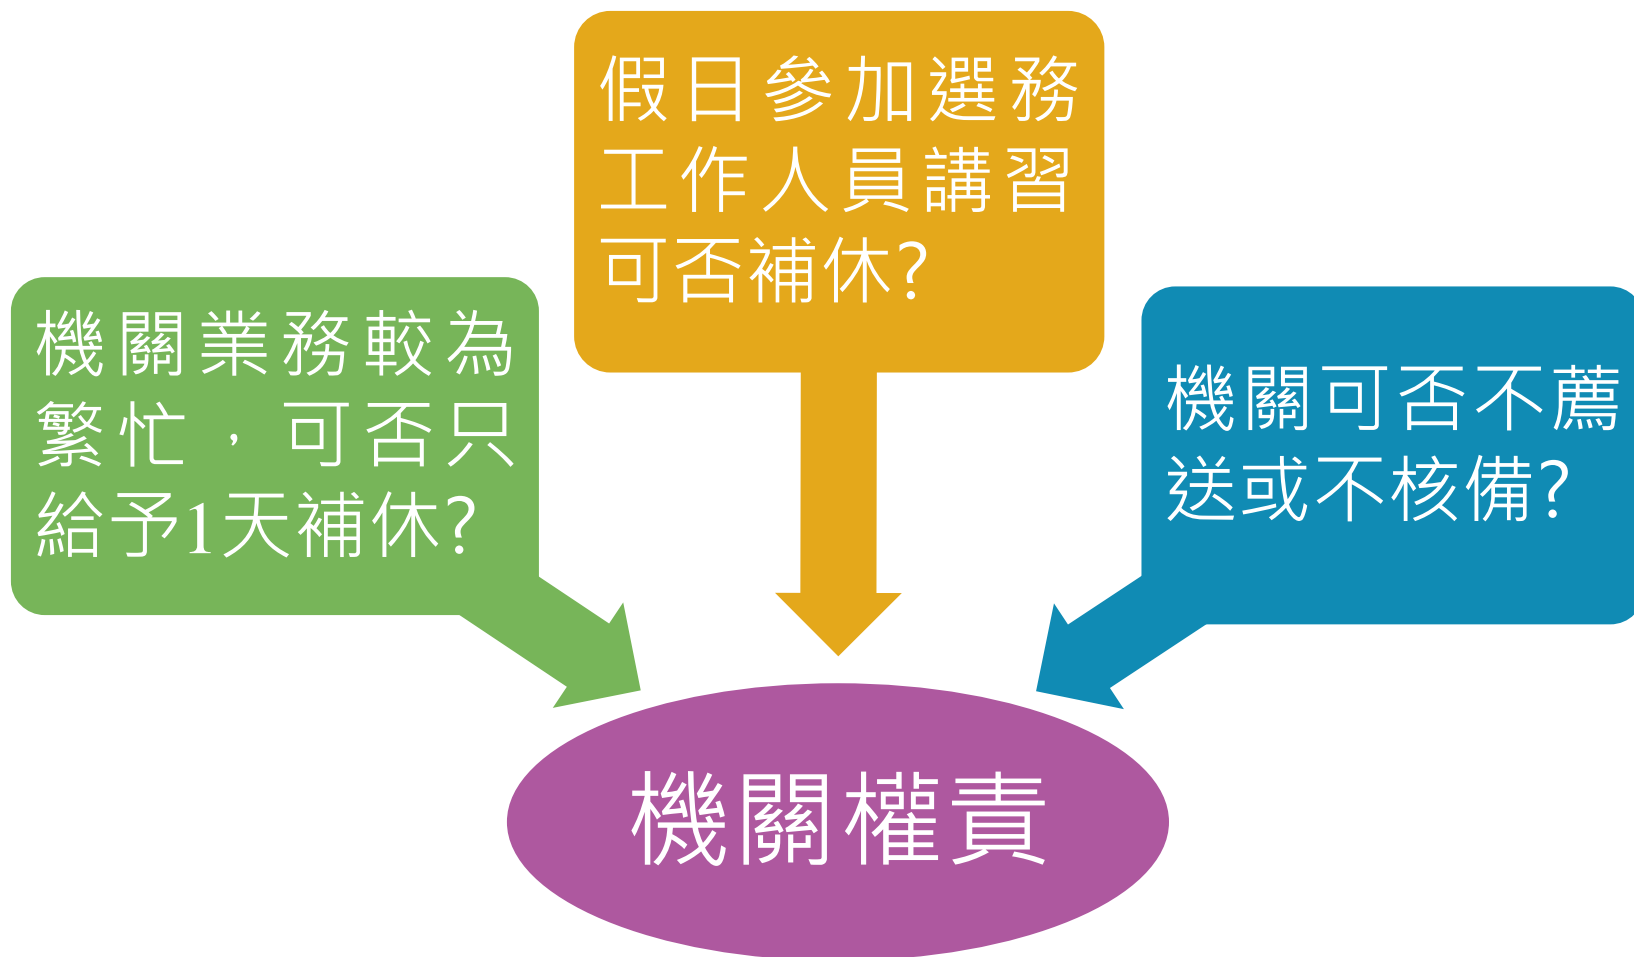 假日參加選務
工作人員講習
可否補休?
機關業務較為
繁忙，可否只
給予1天補休?
機關可否不薦
送或不核備?
機關權責